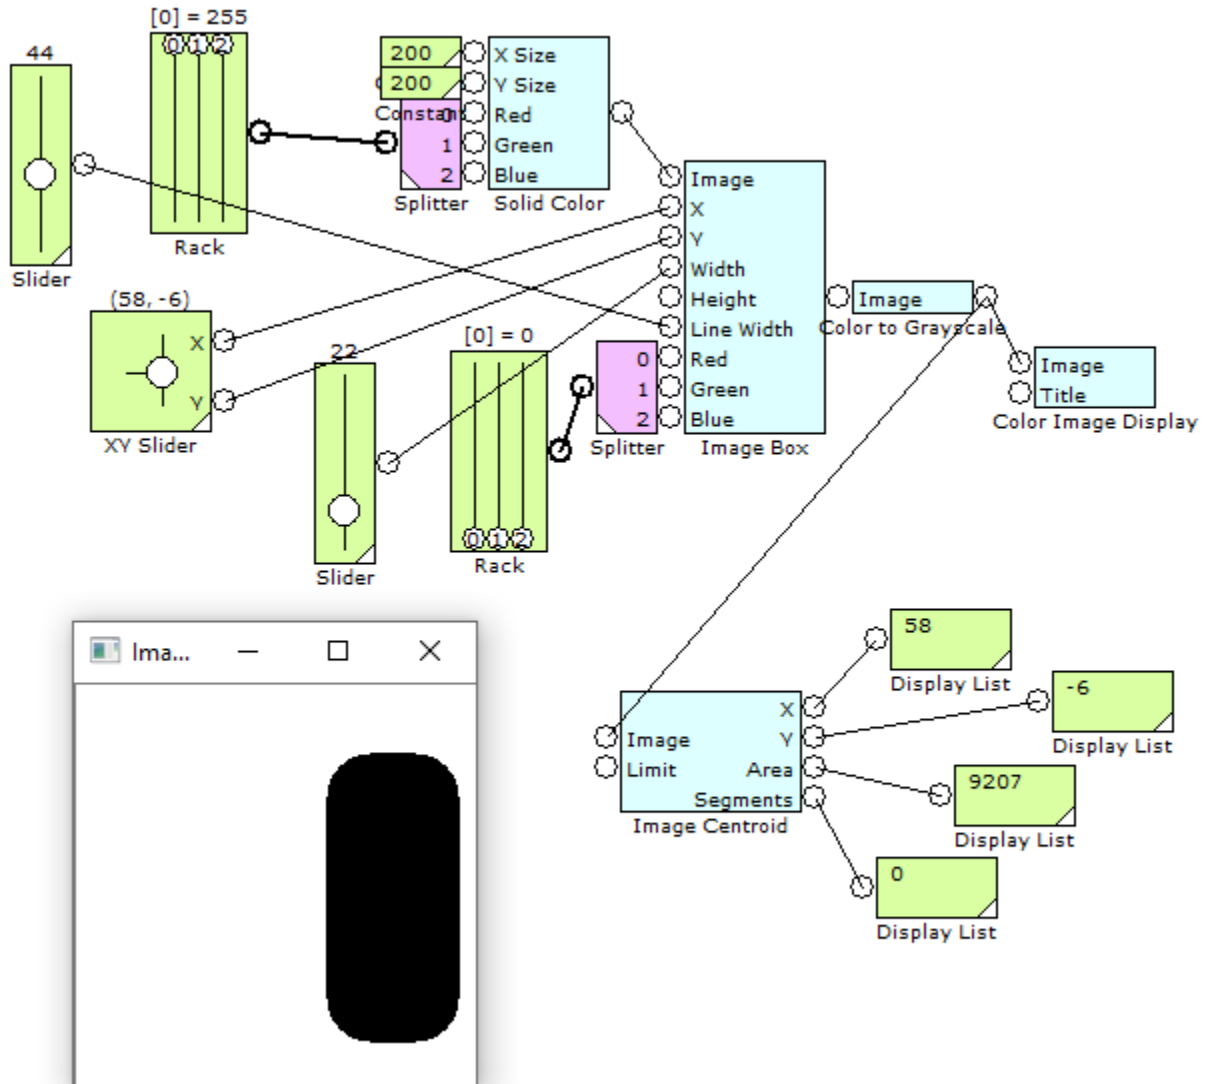 [0] = 255
44
0 1 2
200
X Size
200
Y Size
Constant
0
Red
1
Green
2
Blue
Splitter
Solid Color
Rack
Slider
Image
X
Y
Width
Height
Line Width
0
Red
1
Green
2
Blue
Splitter
Image Box
(58, -6)
X
Y
XY Slider
22
Slider
[0] = 0
0 1 2
Rack
Image
Color to Grayscale
Image
Title
Color Image Display
Ima...
58
Display List
-6
Display List
X
Image
Y
Limit
Area
Segments
Image Centroid
9207
Display List
0
Display List